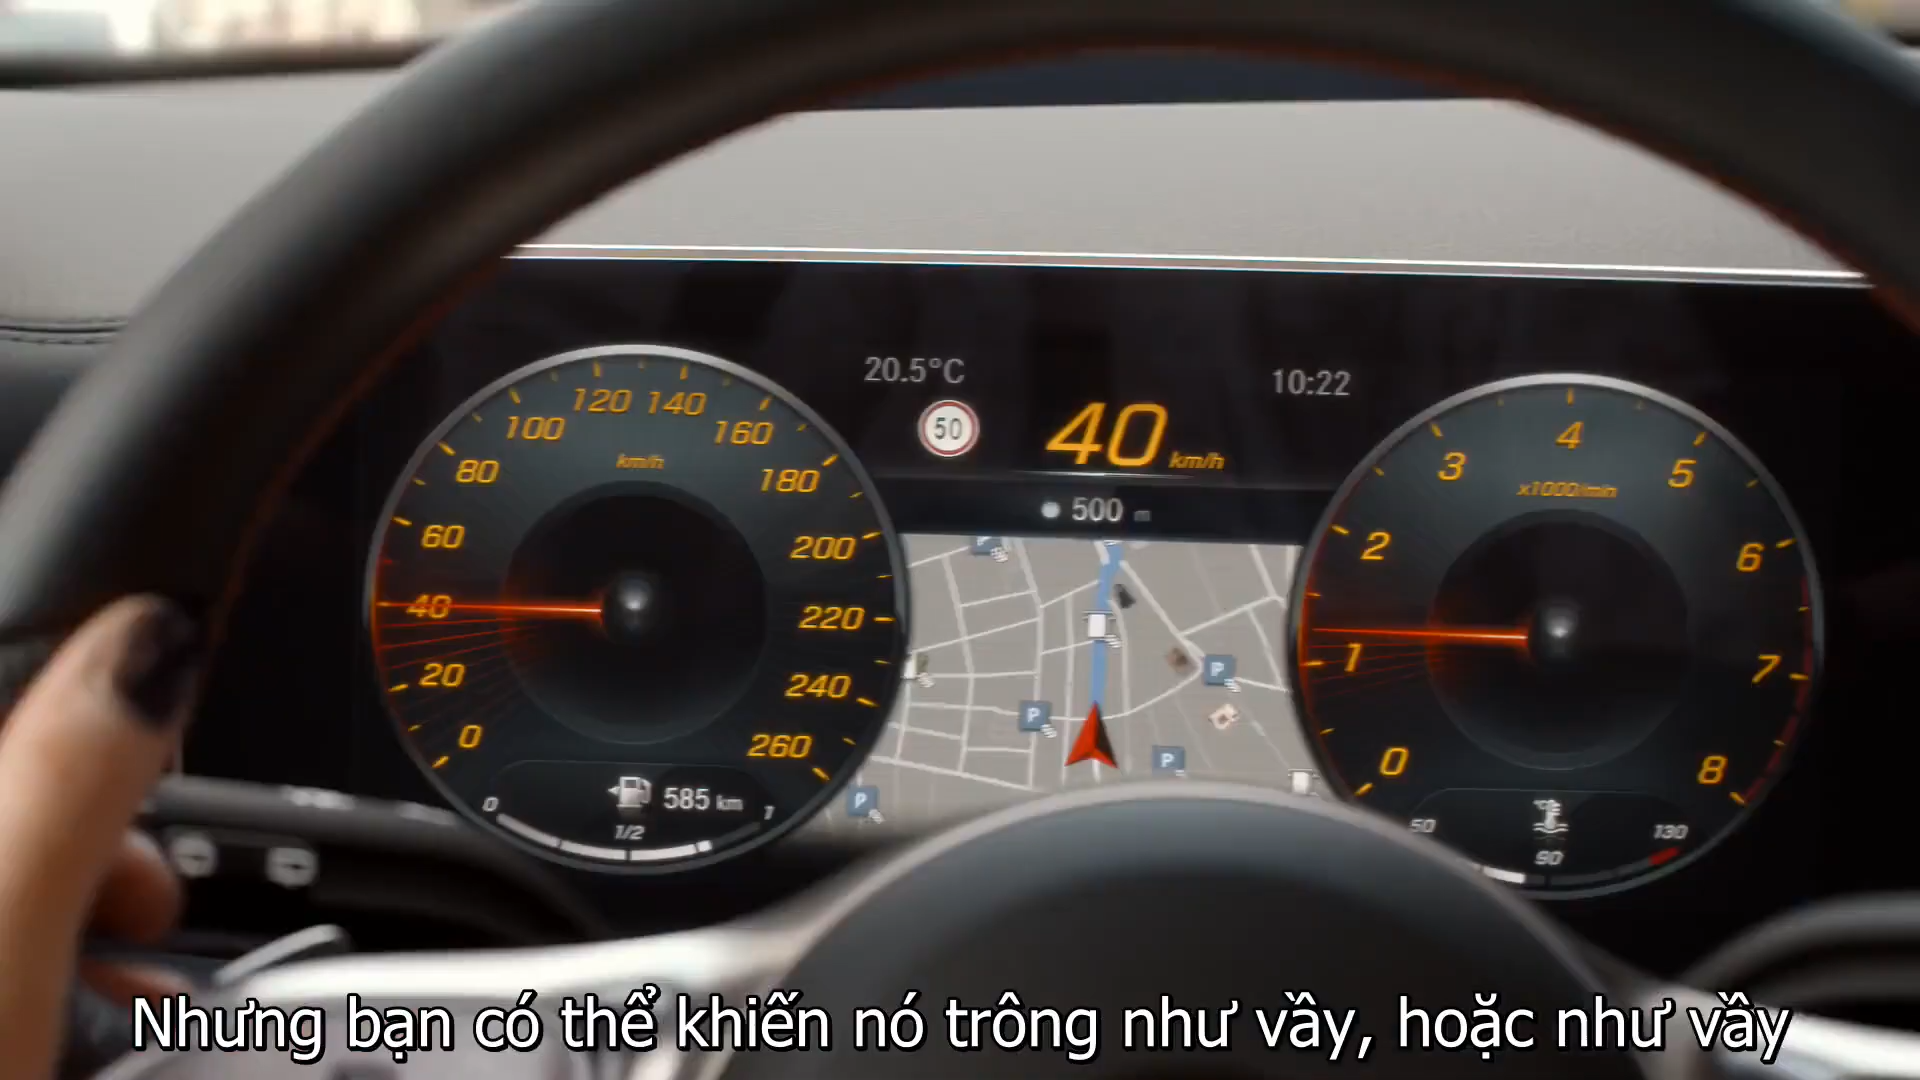 20.5°C
10:22
50
40 km/h
500 m
0
20
40
60
80
100
120
140
160
180
200
220
240
260
km/h
585 km
0
1/2
1
0
1
2
3
4
5
6
7
8
x1000/min
°C
50
90
130
P
P
P
P
P
Nhưng bạn có thể khiến nó trông như vầy, hoặc như vầy